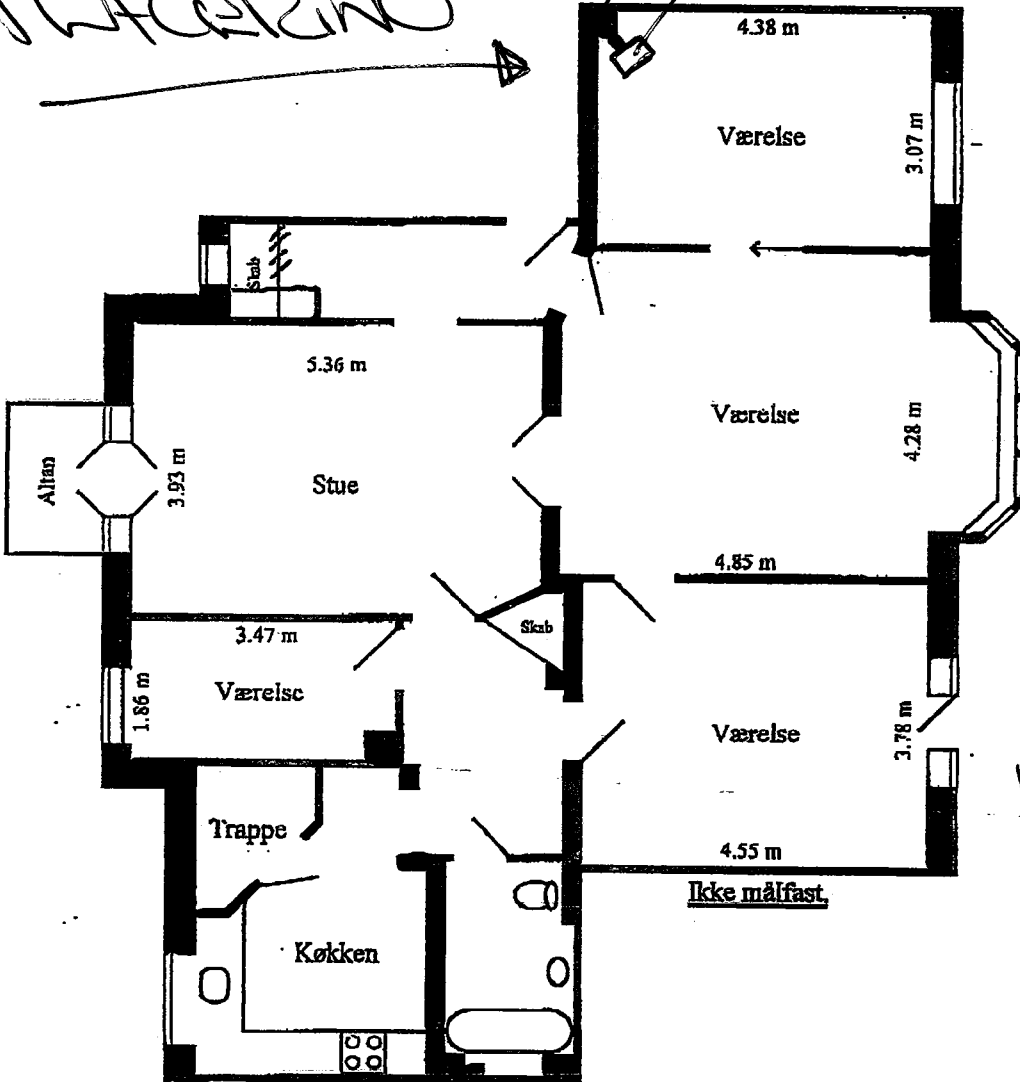 4.38 m
Værelse
3.07 m
Skab
5.36 m
Værelse
4.28 m
Altan
3.93 m
Stue
4.85 m
3.47 m
Skab
1.86 m
Værelse
Værelse
3.78 m
Trappe
4.55 m
Ikke målfast.
Køkken